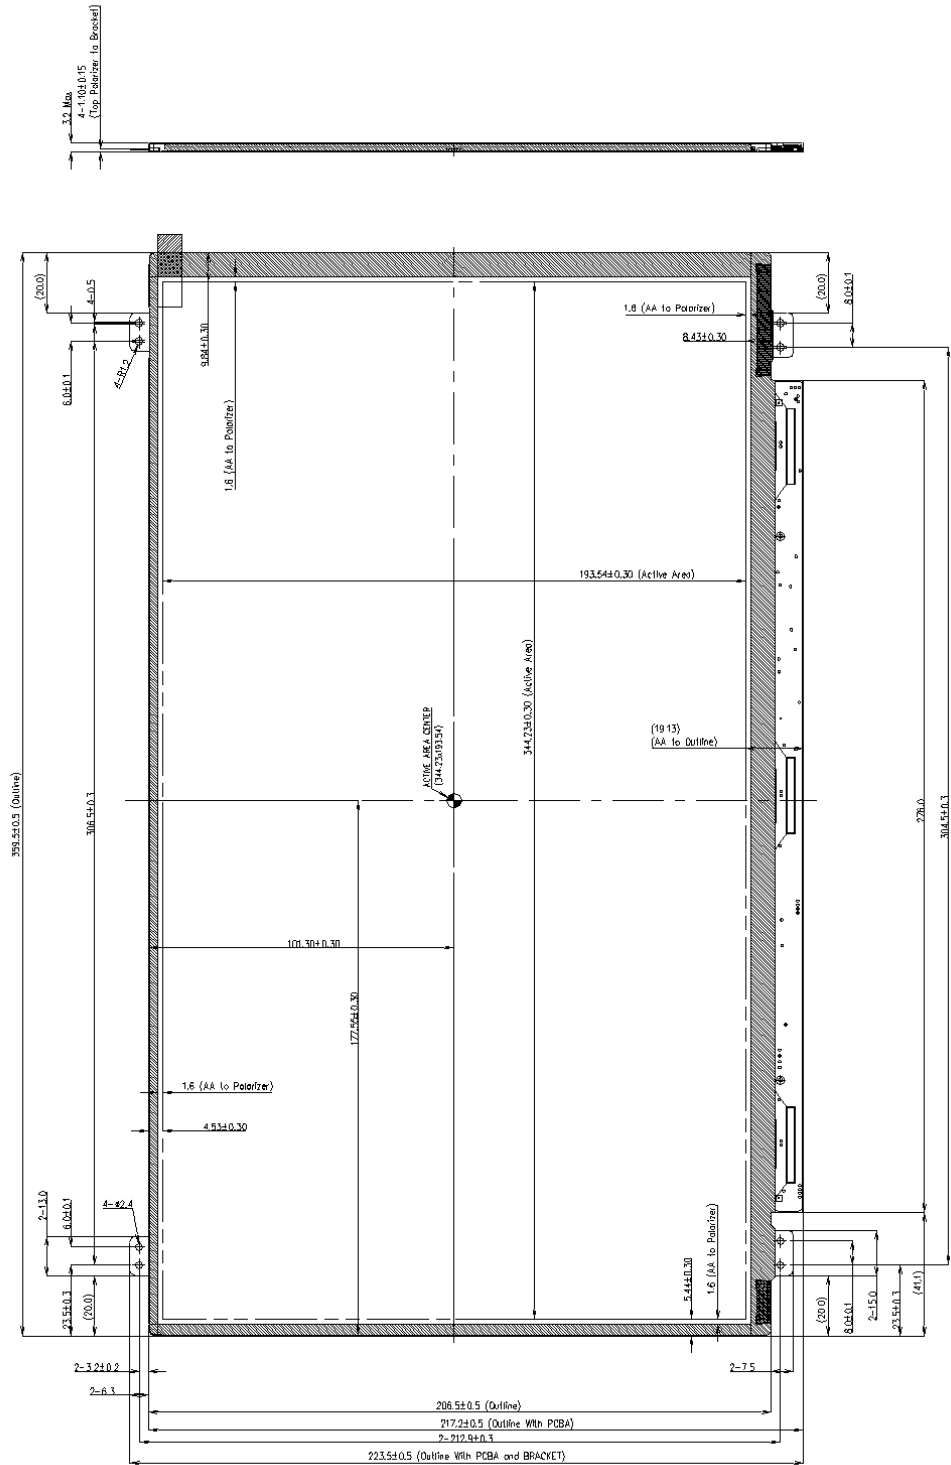 3.2 Max
4-1.10±0.15
(Top Polarizer to Bracket)
(20.0)
4-0.5
6.0±0.1
4-R1.2
9.84±0.30
1.6 (AA to Polarizer)
1.6 (AA to Polarizer)
8.43±0.30
(20.0)
8.0±0.1
193.54±0.30 (Active Area)
344.23±0.30 (Active Area)
(19.13)
(AA to Outline)
ACTIVE AREA CENTER
(344.23x193.54)
359.5±0.5 (Outline)
306.5±0.3
276.0
304.5±0.3
101.30±0.30
177.55±0.30
1.6 (AA to Polarizer)
4.53±0.30
2-13.0
6.0±0.1
4-φ2.4
23.5±0.3
(20.0)
5.44±0.30
1.6 (AA to Polarizer)
(20.0)
8.0±0.1
2-15.0
23.5±0.3
(41.1)
2-3.2±0.2
2-7.5
2-6.3
206.5±0.5 (Outline)
217.2±0.5 (Outline With PCBA)
2-212.9±0.3
223.5±0.5 (Outline With PCBA and BRACKET)